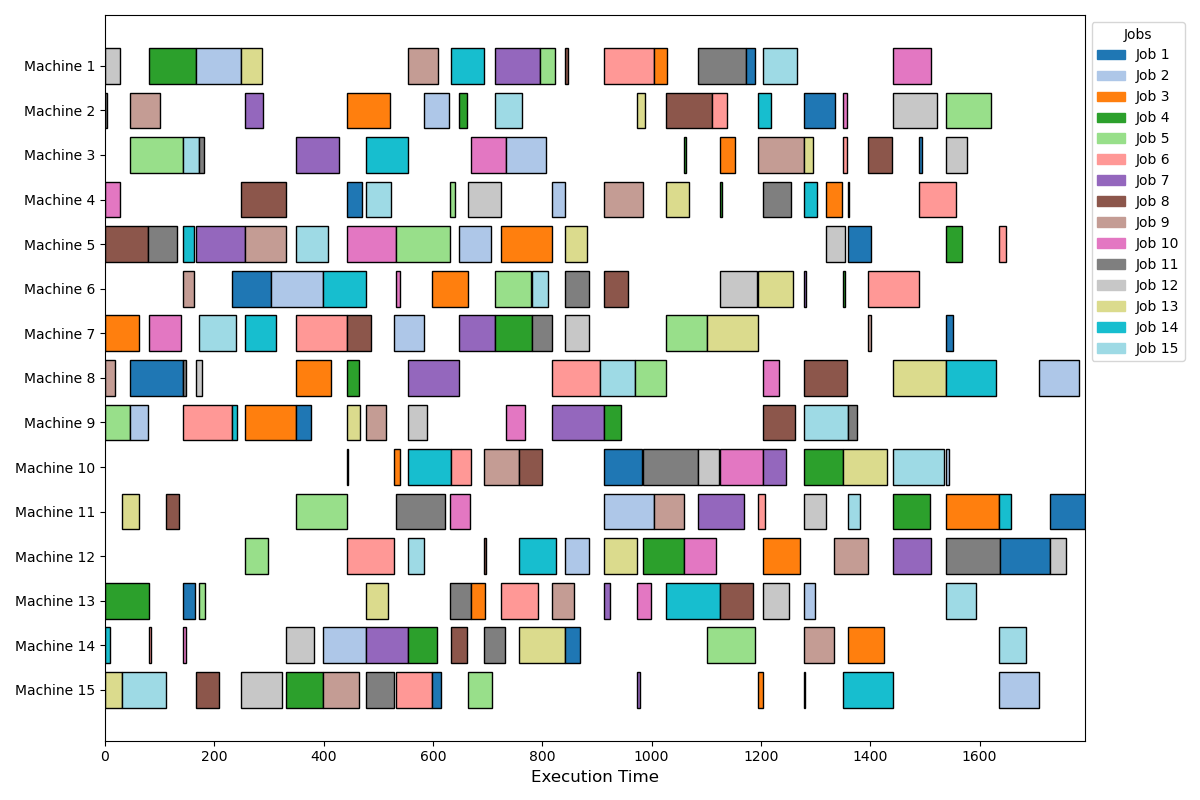 Machine 1
Machine 2
Machine 3
Machine 4
Machine 5
Machine 6
Machine 7
Machine 8
Machine 9
Machine 10
Machine 11
Machine 12
Machine 13
Machine 14
Machine 15
0 200 400 600 800 1000 1200 1400 1600
Execution Time
Jobs
Job 1
Job 2
Job 3
Job 4
Job 5
Job 6
Job 7
Job 8
Job 9
Job 10
Job 11
Job 12
Job 13
Job 14
Job 15